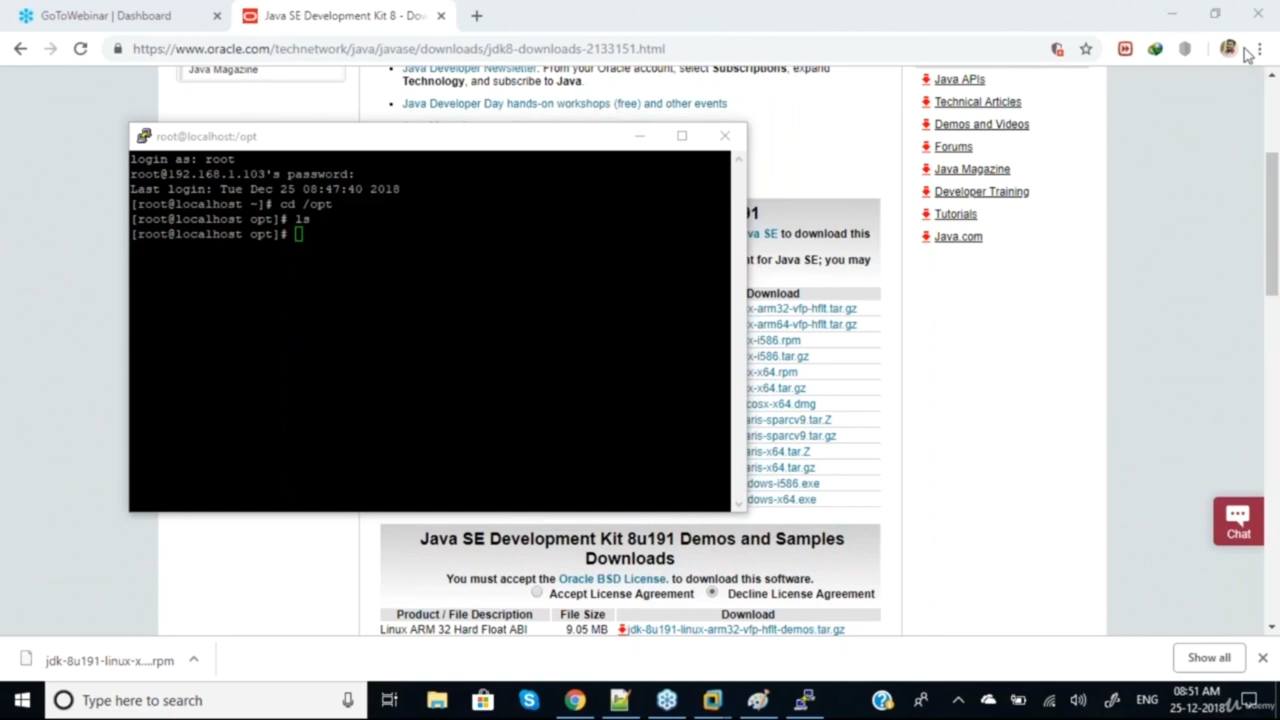 GoToWebinar | Dashboard
Java SE Development Kit 8 - Dow
https://www.oracle.com/technetwork/java/javase/downloads/jdk8-downloads-2133151.html
Java Magazine
Java Developer Newsletter: From your Oracle account, select Subscriptions, expand
Technology, and subscribe to Java.
Java Developer Day hands-on workshops (free) and other events
Java APIs
Technical Articles
Demos and Videos
Forums
Java Magazine
Developer Training
Tutorials
Java.com
root@localhost:/opt
login as: root
root@192.168.1.103's password:
Last login: Tue Dec 25 08:47:40 2018
[root@localhost ~]# cd /opt
[root@localhost opt]# ls
[root@localhost opt]#
91
va SE to download this
nt for Java SE; you may
Download
x-arm32-vfp-hflt.tar.gz
x-arm64-vfp-hflt.tar.gz
x-i586.rpm
x-i586.tar.gz
x-x64.rpm
x-x64.tar.gz
cosx-x64.dmg
aris-sparcv9.tar.Z
aris-sparcv9.tar.gz
aris-x64.tar.Z
aris-x64.tar.gz
dows-i586.exe
dows-x64.exe
Java SE Development Kit 8u191 Demos and Samples
Downloads
You must accept the Oracle BSD License. to download this software.
Accept License Agreement Decline License Agreement
Product / File Description File Size Download
Linux ARM 32 Hard Float ABI 9.05 MB jdk-8u191-linux-arm32-vfp-hflt-demos.tar.gz
Chat
jdk-8u191-linux-x....rpm
Show all
Type here to search
ENG
08:51 AM
25-12-2018
Udemy